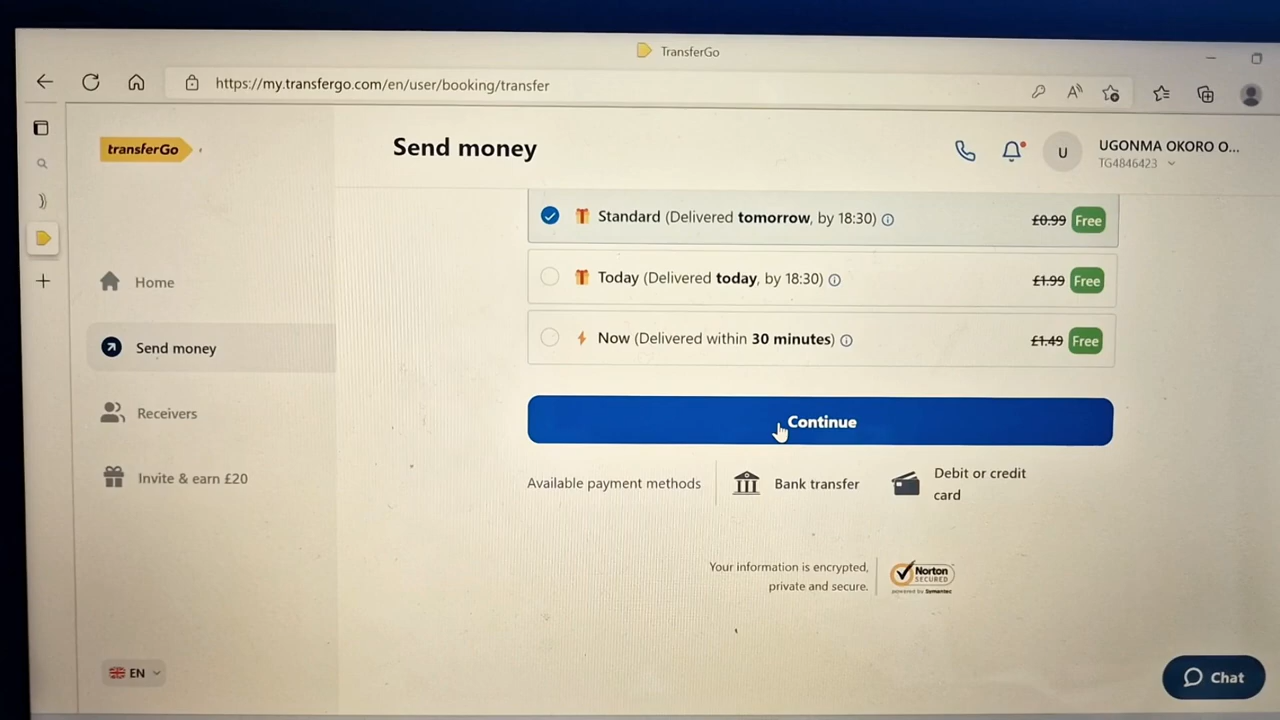 TransferGo
https://my.transfergo.com/en/user/booking/transfer
transferGo
Send money
U
UGONMA OKORO O...
TG4846423
Standard (Delivered tomorrow, by 18:30)
£0.99 Free
Today (Delivered today, by 18:30)
£1.99 Free
Now (Delivered within 30 minutes)
£1.49 Free
Home
Send money
Receivers
Invite & earn £20
Continue
Available payment methods
Bank transfer
Debit or credit
card
Your information is encrypted,
private and secure.
Norton
SECURED
powered by Symantec
EN
Chat